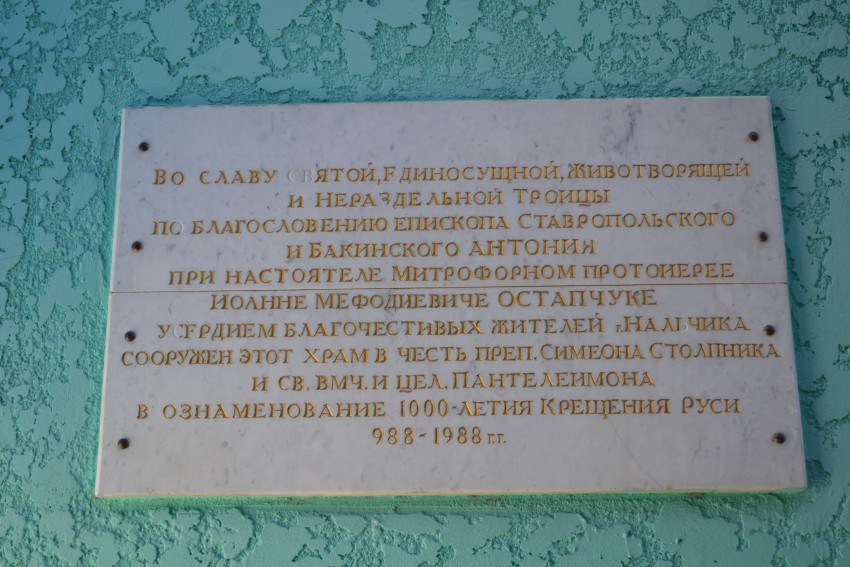 Во славу Святой, Единосущной, Животворящей
и Нераздельной Троицы
по благословению епископа Ставропольского
и Бакинского Антония
при настоятеле Митрофорном протоиерее
Иоанне Мефодиевиче Остапчуке
усердием благочестивых жителей г. Нальчика
сооружен этот храм в честь преп. Симеона Столпника
и св. вмч. и цел. Пантелеимона
в ознаменование 1000-летия Крещения Руси
988-1988 г.г.